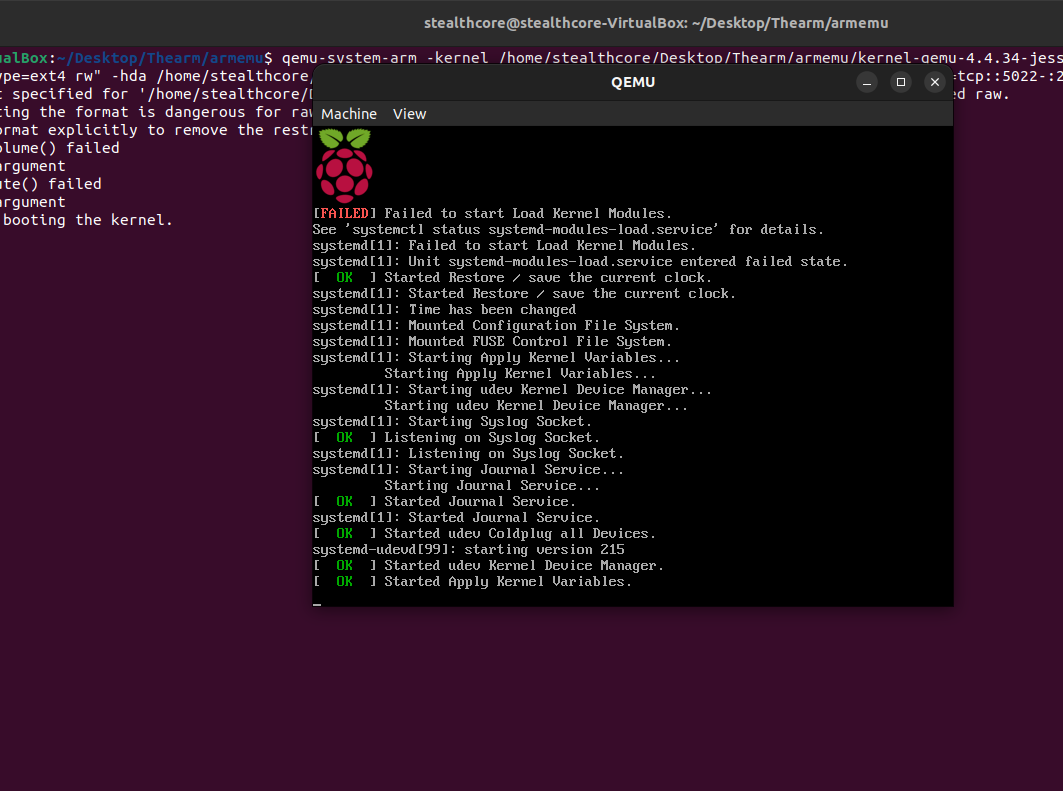 stealthcore@stealthcore-VirtualBox: ~/Desktop/Thearm/armemu
ualBox:~/Desktop/Thearm/armemu$ qemu-system-arm -kernel /home/stealthcore/Desktop/Thearm/armemu/kernel-qemu-4.4.34-jess
ype=ext4 rw" -hda /home/stealthcore/ =tcp::5022-:2
t specified for '/home/stealthcore/ ed raw.
ting the format is dangerous for raw
ormat explicitly to remove the restr
olume() failed
argument
ute() failed
argument
booting the kernel.
QEMU
Machine View
[FAILED] Failed to start Load Kernel Modules.
See 'systemctl status systemd-modules-load.service' for details.
systemd[1]: Failed to start Load Kernel Modules.
systemd[1]: Unit systemd-modules-load.service entered failed state.
[  OK  ] Started Restore / save the current clock.
systemd[1]: Started Restore / save the current clock.
systemd[1]: Time has been changed
systemd[1]: Mounted Configuration File System.
systemd[1]: Mounted FUSE Control File System.
systemd[1]: Starting Apply Kernel Variables...
         Starting Apply Kernel Variables...
systemd[1]: Starting udev Kernel Device Manager...
         Starting udev Kernel Device Manager...
systemd[1]: Starting Syslog Socket.
[  OK  ] Listening on Syslog Socket.
systemd[1]: Listening on Syslog Socket.
systemd[1]: Starting Journal Service...
         Starting Journal Service...
[  OK  ] Started Journal Service.
systemd[1]: Started Journal Service.
[  OK  ] Started udev Coldplug all Devices.
systemd-udevd[99]: starting version 215
[  OK  ] Started udev Kernel Device Manager.
[  OK  ] Started Apply Kernel Variables.